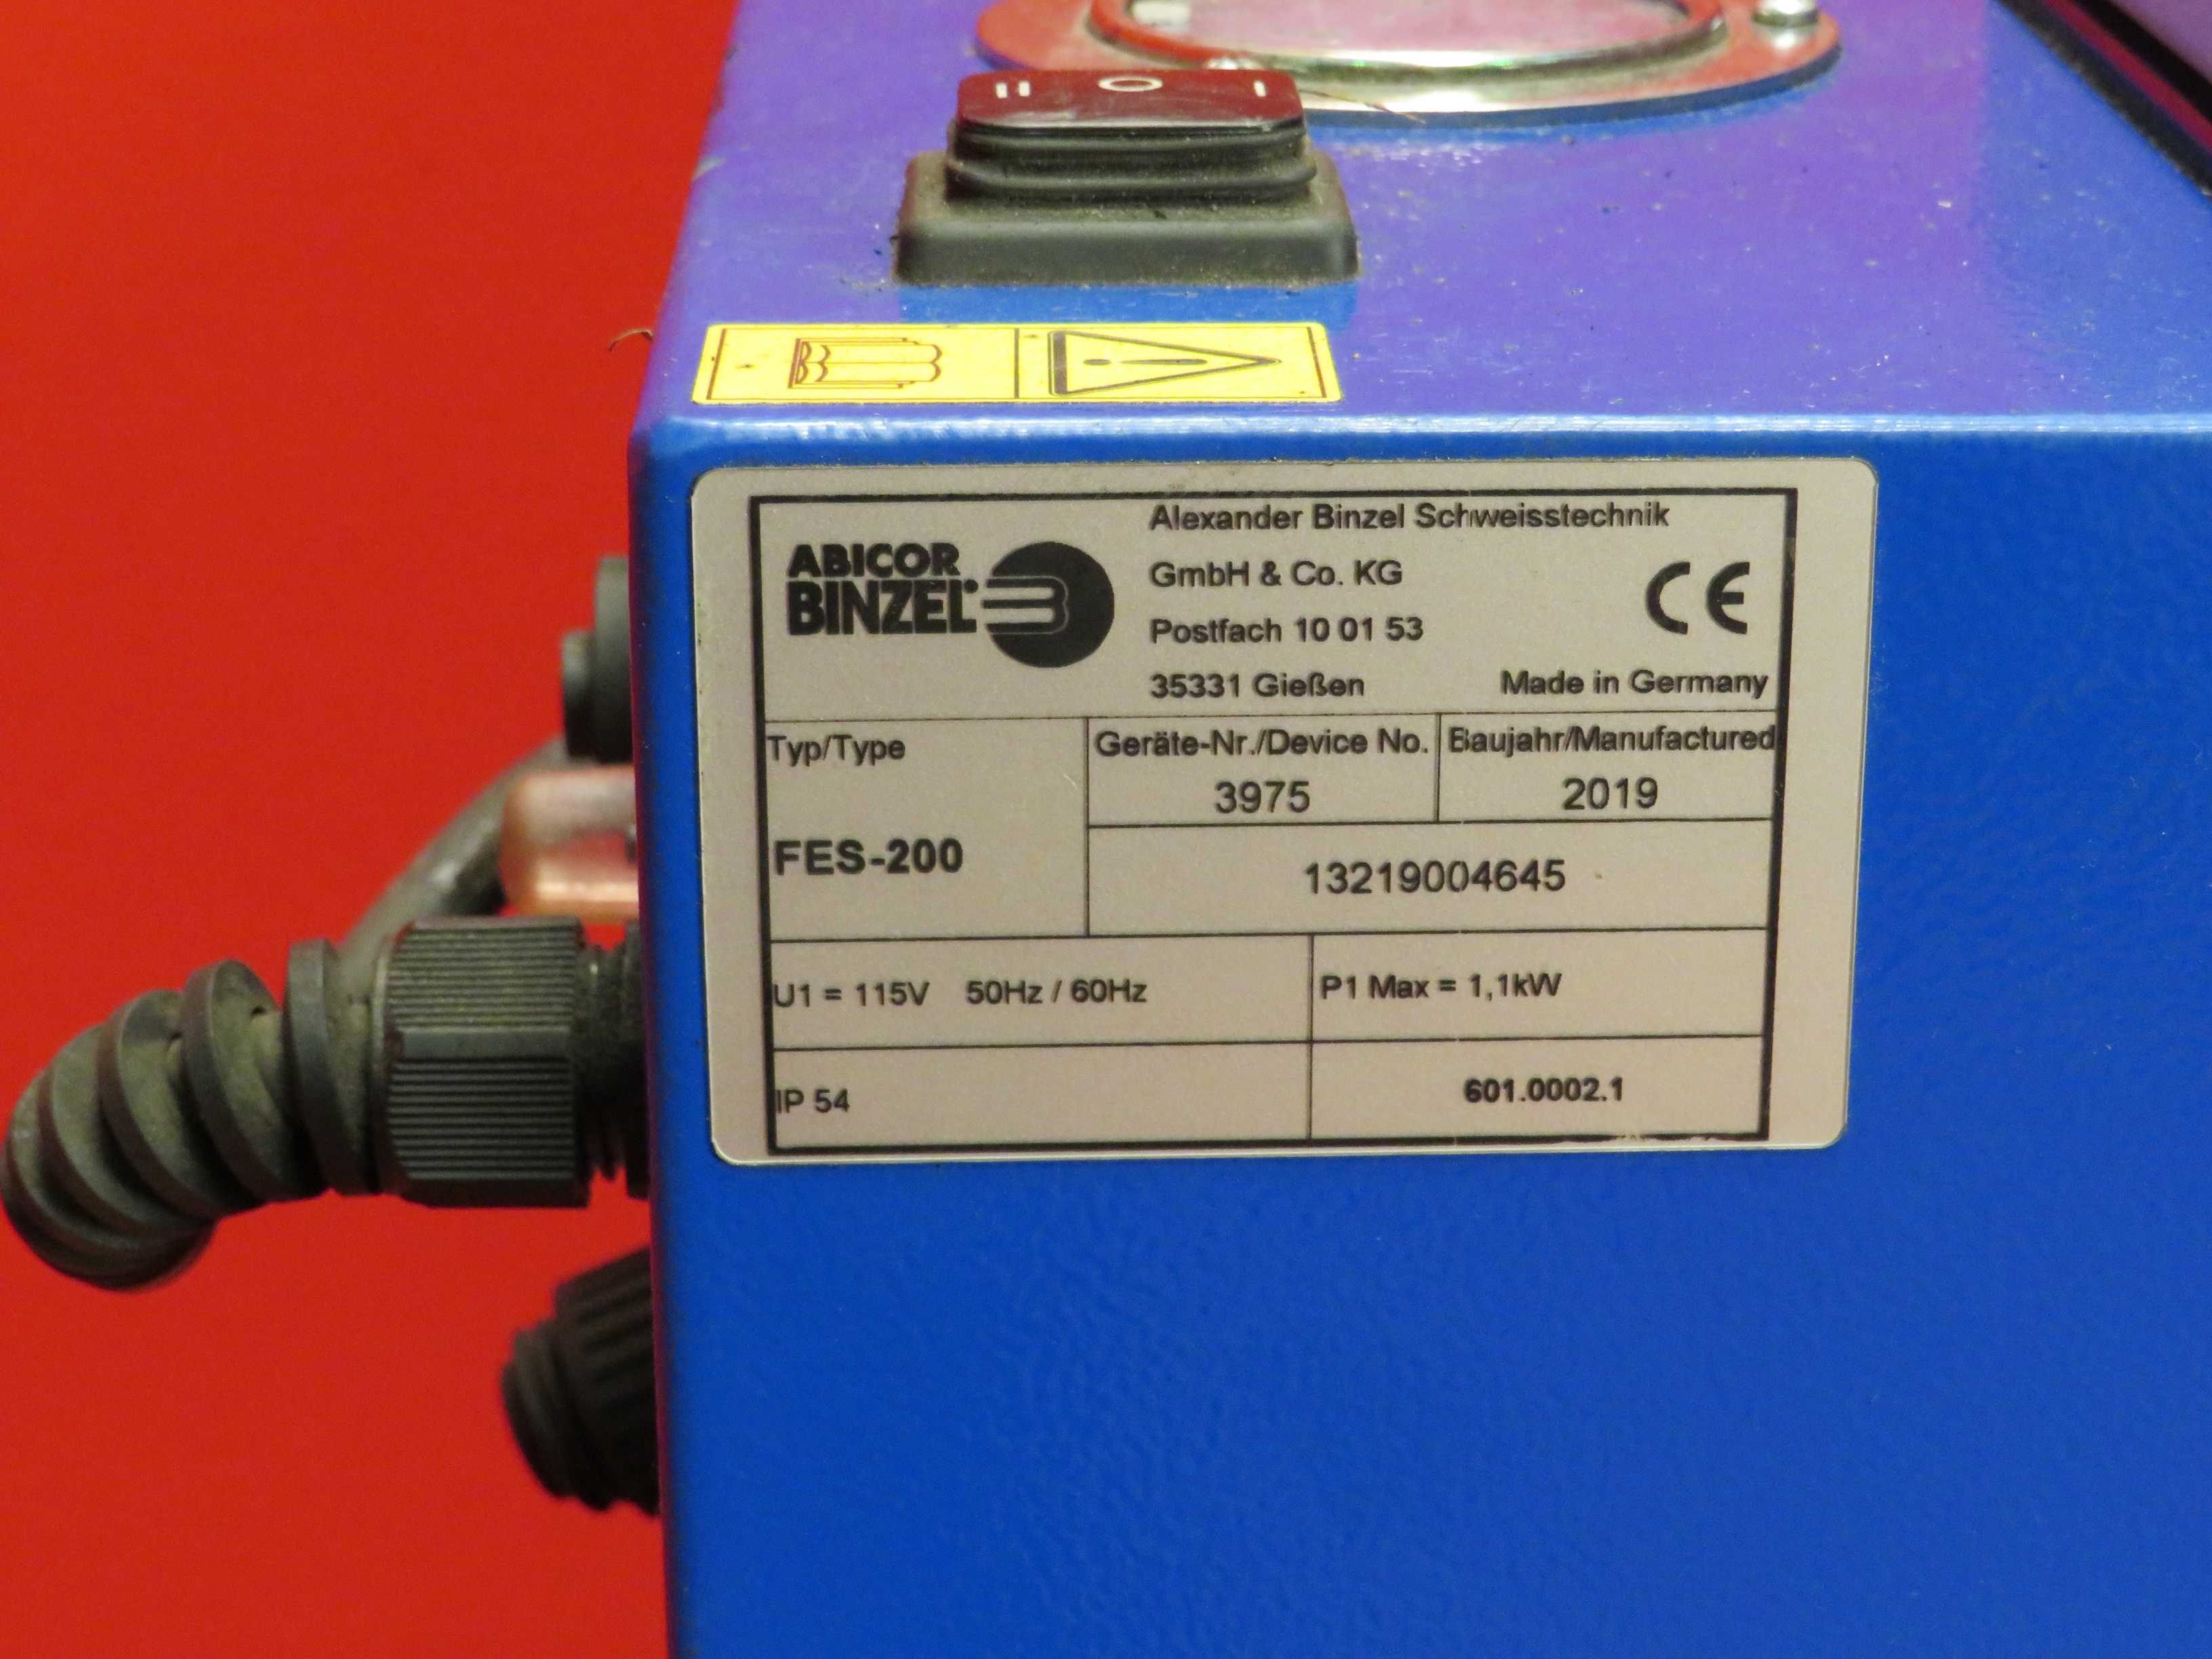 II O I
ABICOR
BINZEL
Alexander Binzel Schweisstechnik
GmbH & Co. KG
Postfach 10 01 53
35331 Gießen
CE
Made in Germany
Typ/Type
FES-200
Geräte-Nr./Device No.
3975
Baujahr/Manufactured
2019
13219004645
U1 = 115V 50Hz / 60Hz
P1 Max = 1,1kW
IP 54
601.0002.1